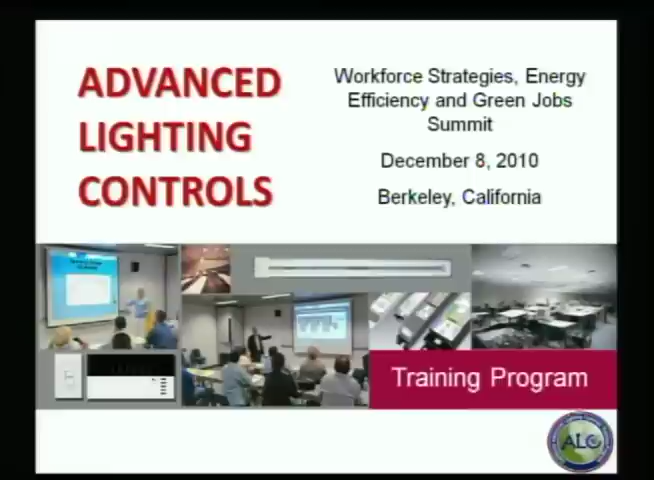 ADVANCED
LIGHTING
CONTROLS
Workforce Strategies, Energy
Efficiency and Green Jobs
Summit
December 8, 2010
Berkeley, California
Training Program
ALC